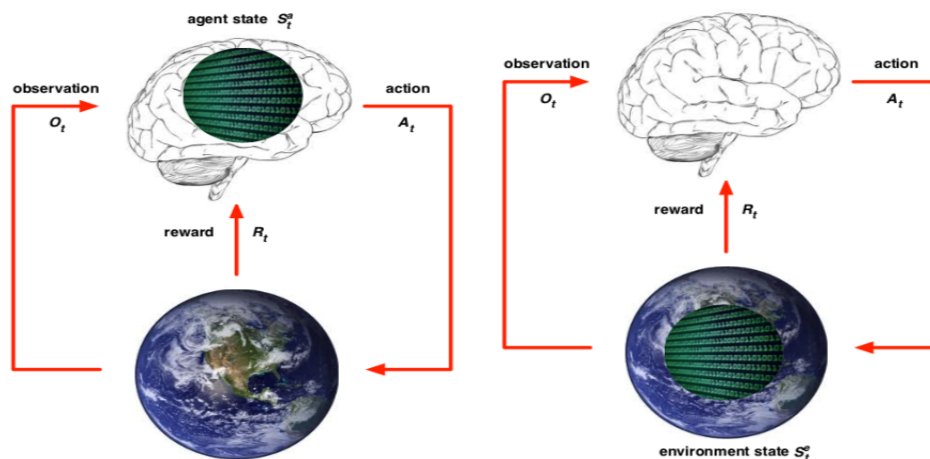 agent state S^a_t
observation
O_t
action
A_t
reward R_t
observation
O_t
action
A_t
reward R_t
environment state S^e_t